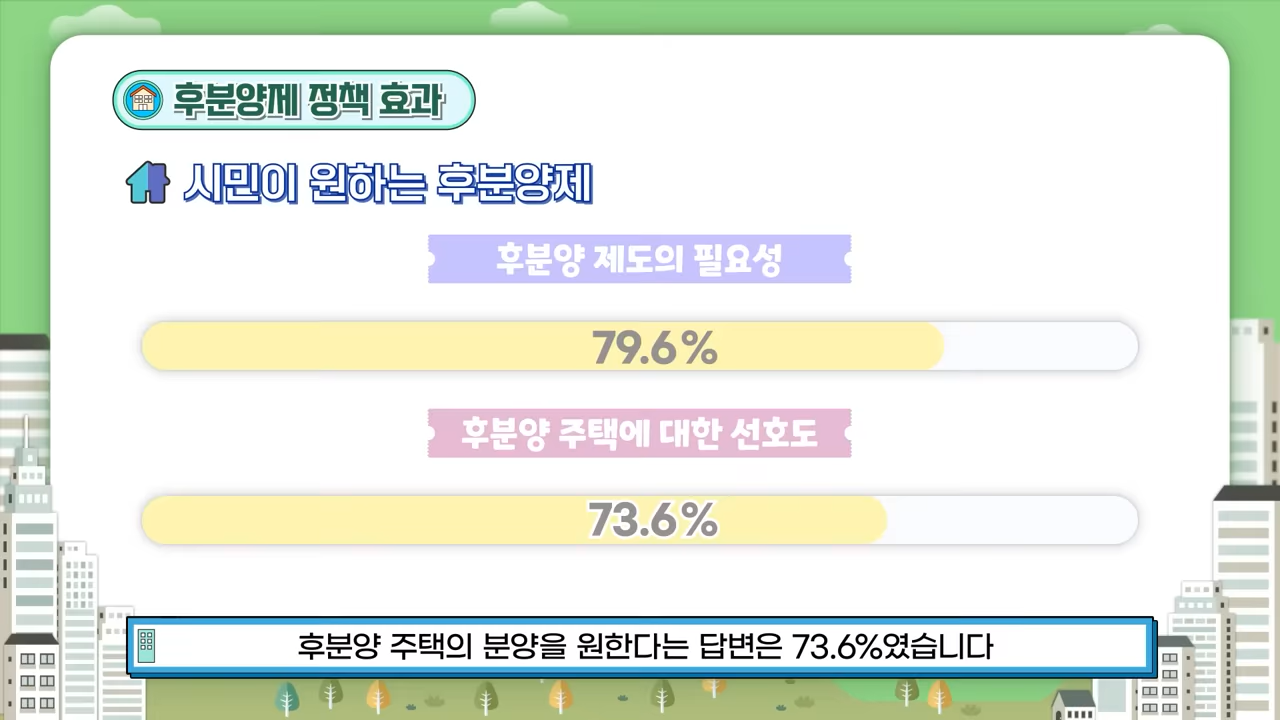 후분양제 정책 효과
시민이 원하는 후분양제
후분양 제도의 필요성
79.6%
후분양 주택에 대한 선호도
73.6%
후분양 주택의 분양을 원한다는 답변은 73.6%였습니다